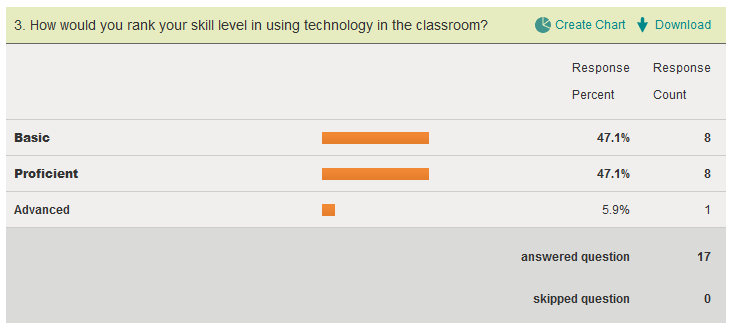 3. How would you rank your skill level in using technology in the classroom? Create Chart Download
Response Response
Percent Count
Basic 47.1% 8
Proficient 47.1% 8
Advanced 5.9% 1
answered question 17
skipped question 0